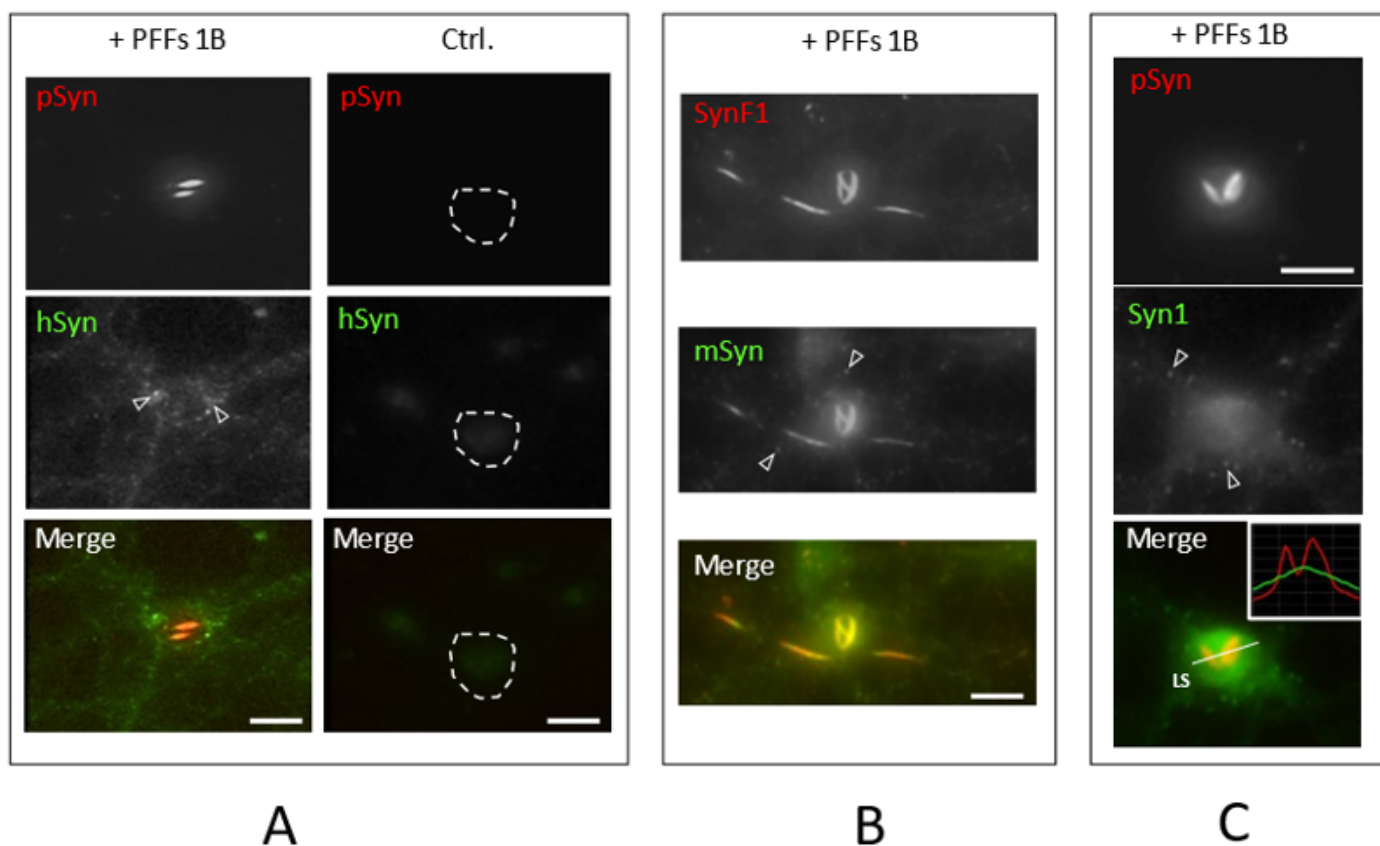 + PFFs 1B
Ctrl.
pSyn
pSyn
hSyn
hSyn
Merge
Merge
A
+ PFFs 1B
SynF1
mSyn
Merge
B
+ PFFs 1B
pSyn
Syn1
Merge
LS
C